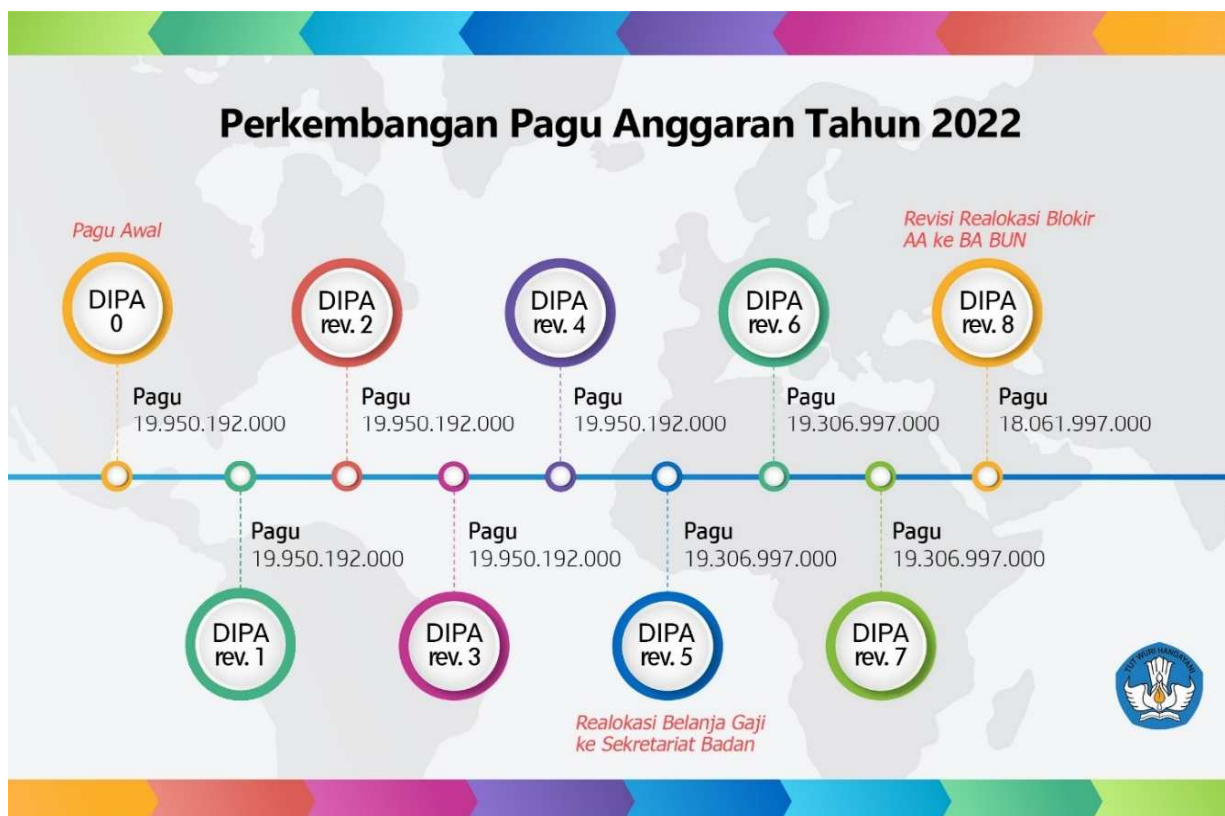 Perkembangan Pagu Anggaran Tahun 2022
Pagu Awal
DIPA
0
Pagu
19.950.192.000
Pagu
19.950.192.000
DIPA
rev. 1
DIPA
rev. 2
Pagu
19.950.192.000
Pagu
19.950.192.000
DIPA
rev. 3
DIPA
rev. 4
Pagu
19.950.192.000
Pagu
19.306.997.000
DIPA
rev. 5
Realokasi Belanja Gaji
ke Sekretariat Badan
DIPA
rev. 6
Pagu
19.306.997.000
Pagu
19.306.997.000
DIPA
rev. 7
Revisi Realokasi Blokir
AA ke BA BUN
DIPA
rev. 8
Pagu
18.061.997.000
TUT WURI HANDAYANI